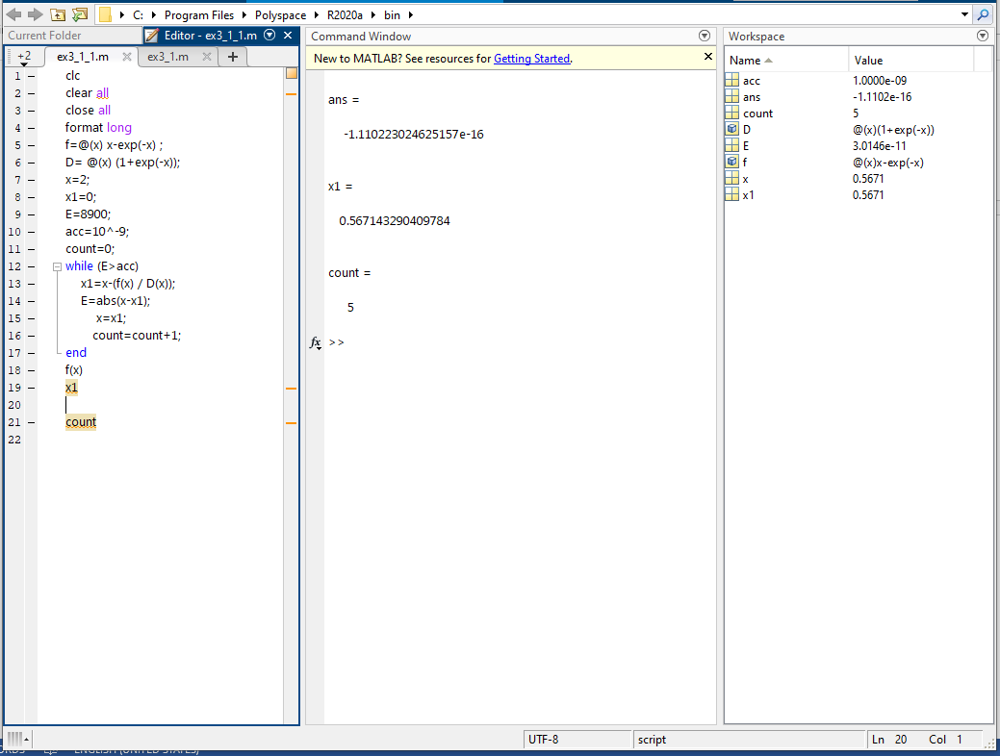 C: Program Files Polyspace R2020a bin
Current Folder
Editor - ex3_1_1.m
+2 ex3_1_1.m ex3_1.m +
1 clc
2 clear all
3 close all
4 format long
5 f=@(x) x-exp(-x) ;
6 D= @(x) (1+exp(-x));
7 x=2;
8 x1=0;
9 E=8900;
10 acc=10^-9;
11 count=0;
12 while (E>acc)
13 x1=x-(f(x) / D(x));
14 E=abs(x-x1);
15 x=x1;
16 count=count+1;
17 end
18 f(x)
19 x1
20
21 count
22
Command Window
New to MATLAB? See resources for Getting Started.
ans =
-1.110223024625157e-16
x1 =
0.567143290409784
count =
5
fx >>
Workspace
Name Value
acc 1.0000e-09
ans -1.1102e-16
count 5
D @(x)(1+exp(-x))
E 3.0146e-11
f @(x)x-exp(-x)
x 0.5671
x1 0.5671
UTF-8 script Ln 20 Col 1
ENGLISH (UNITED STATES)